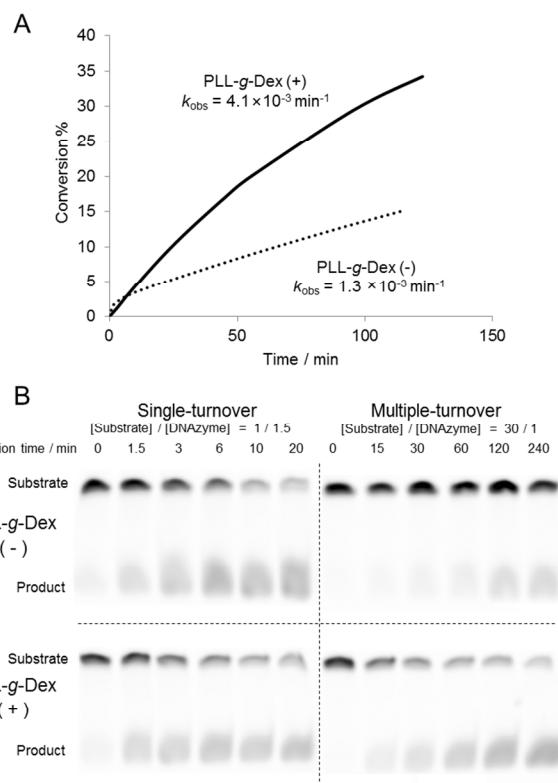 A
40
35
30
25
20
15
10
5
0
Conversion %
PLL-g-Dex (+)
kobs = 4.1 × 10-3 min-1
PLL-g-Dex (-)
kobs = 1.3 × 10-3 min-1
0 50 100 150
Time / min
B
Single-turnover Multiple-turnover
[Substrate] / [DNAzyme] = 1 / 1.5 [Substrate] / [DNAzyme] = 30 / 1
ion time / min 0 1.5 3 6 10 20 0 15 30 60 120 240
Substrate
-g-Dex
( - )
Product
Substrate
-g-Dex
( + )
Product